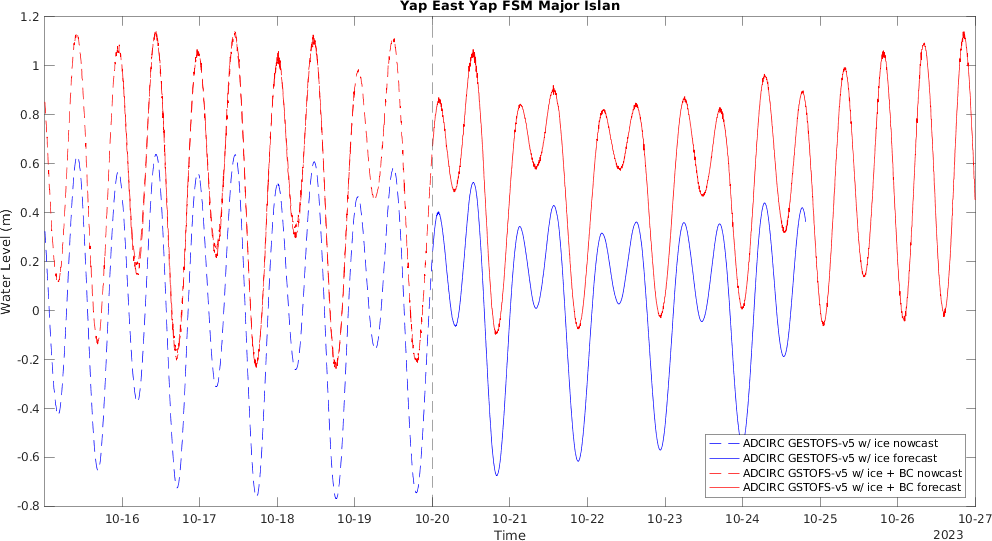 Yap East Yap FSM Major Islan
1.2
1
0.8
0.6
0.4
0.2
0
-0.2
-0.4
-0.6
-0.8
Water Level (m)
ADCIRC GESTOFS-v5 w/ ice nowcast
ADCIRC GESTOFS-v5 w/ ice forecast
ADCIRC GSTOFS-v5 w/ ice + BC nowcast
ADCIRC GSTOFS-v5 w/ ice + BC forecast
10-16 10-17 10-18 10-19 10-20 10-21 10-22 10-23 10-24 10-25 10-26 10-27
Time
2023